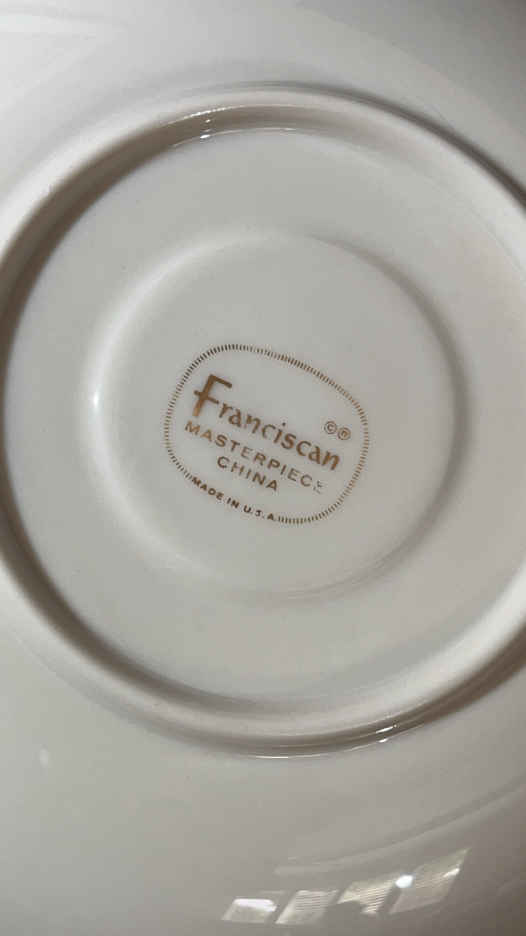 Franciscan ©®
MASTERPIECE
CHINA
MADE IN U.S.A.